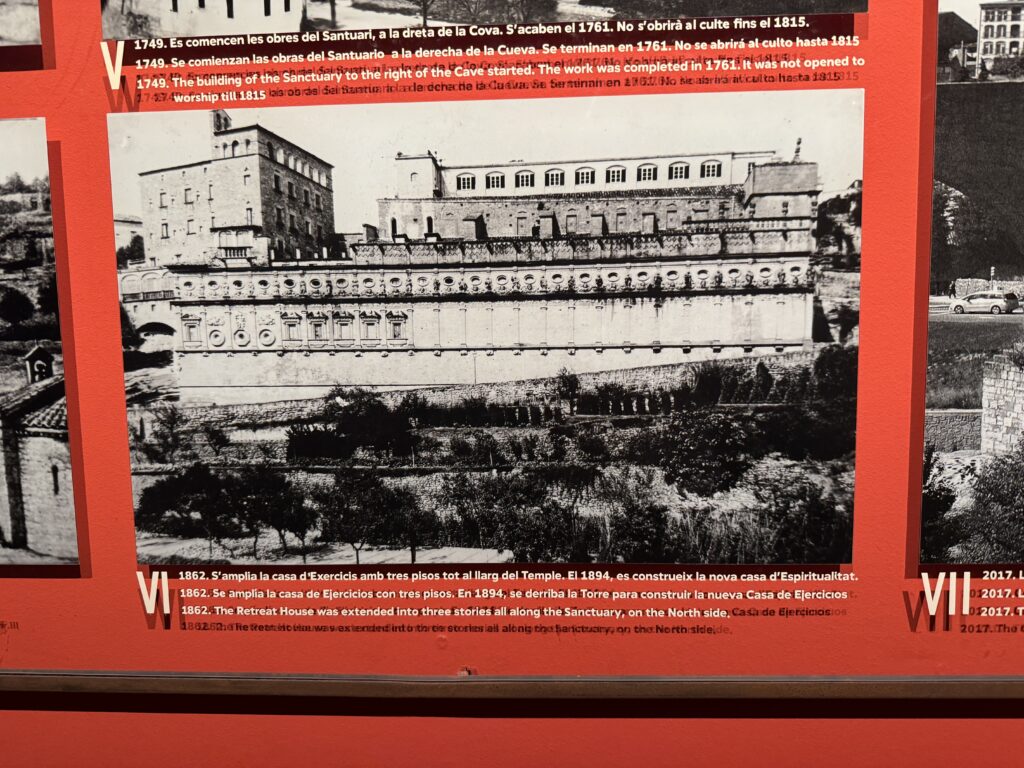 V
1749. Es comencen les obres del Santuari, a la dreta de la Cova. S'acaben el 1761. No s'obrirà al culte fins el 1815.
1749. Se comienzan las obras del Santuario a la derecha de la Cueva. Se terminan en 1761. No se abrirá al culto hasta 1815
1749. The building of the Sanctuary to the right of the Cave started. The work was completed in 1761. It was not opened to
worship till 1815
VI
1862. S'amplia la casa d'Exercicis amb tres pisos tot al llarg del Temple. El 1894, es construeix la nova casa d'Espiritualitat.
1862. Se amplia la casa de Ejercicios con tres pisos. En 1894, se derriba la Torre para construir la nueva Casa de Ejercicios
1862. The Retreat House was extended into three stories all along the Sanctuary, on the North side,
VII
2017. L
2017. L
2017. T